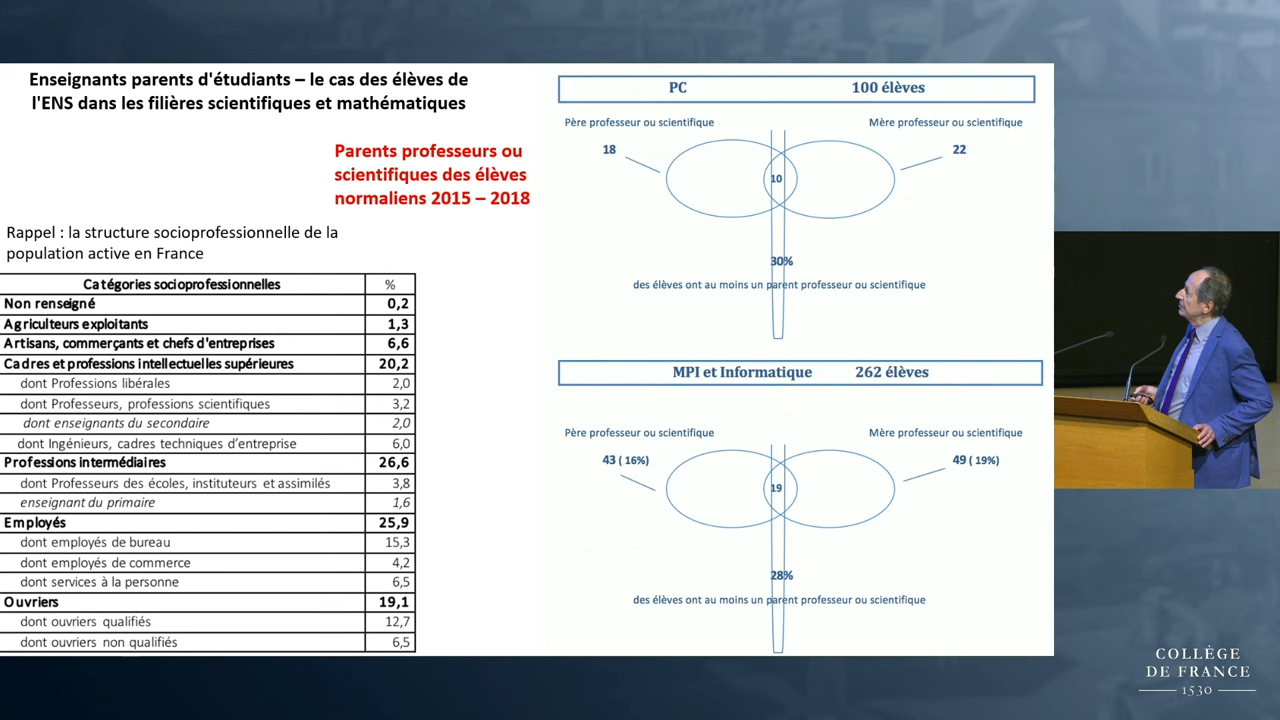 Enseignants parents d'étudiants – le cas des élèves de
l'ENS dans les filières scientifiques et mathématiques
Parents professeurs ou
scientifiques des élèves
normaliens 2015 – 2018
Rappel : la structure socioprofessionnelle de la
population active en France
Catégories socioprofessionnelles %
Non renseigné 0,2
Agriculteurs exploitants 1,3
Artisans, commerçants et chefs d'entreprises 6,6
Cadres et professions intellectuelles supérieures 20,2
dont Professions libérales 2,0
dont Professeurs, professions scientifiques 3,2
dont enseignants du secondaire 2,0
dont Ingénieurs, cadres techniques d'entreprise 6,0
Professions intermédiaires 26,6
dont Professeurs des écoles, instituteurs et assimilés 3,8
enseignant du primaire 1,6
Employés 25,9
dont employés de bureau 15,3
dont employés de commerce 4,2
dont services à la personne 6,5
Ouvriers 19,1
dont ouvriers qualifiés 12,7
dont ouvriers non qualifiés 6,5
PC 100 élèves
Père professeur ou scientifique Mère professeur ou scientifique
18 22
10
30%
des élèves ont au moins un parent professeur ou scientifique
MPI et Informatique 262 élèves
Père professeur ou scientifique Mère professeur ou scientifique
43 ( 16%) 49 ( 19%)
19
28%
des élèves ont au moins un parent professeur ou scientifique
COLLÈGE
DE FRANCE
1530